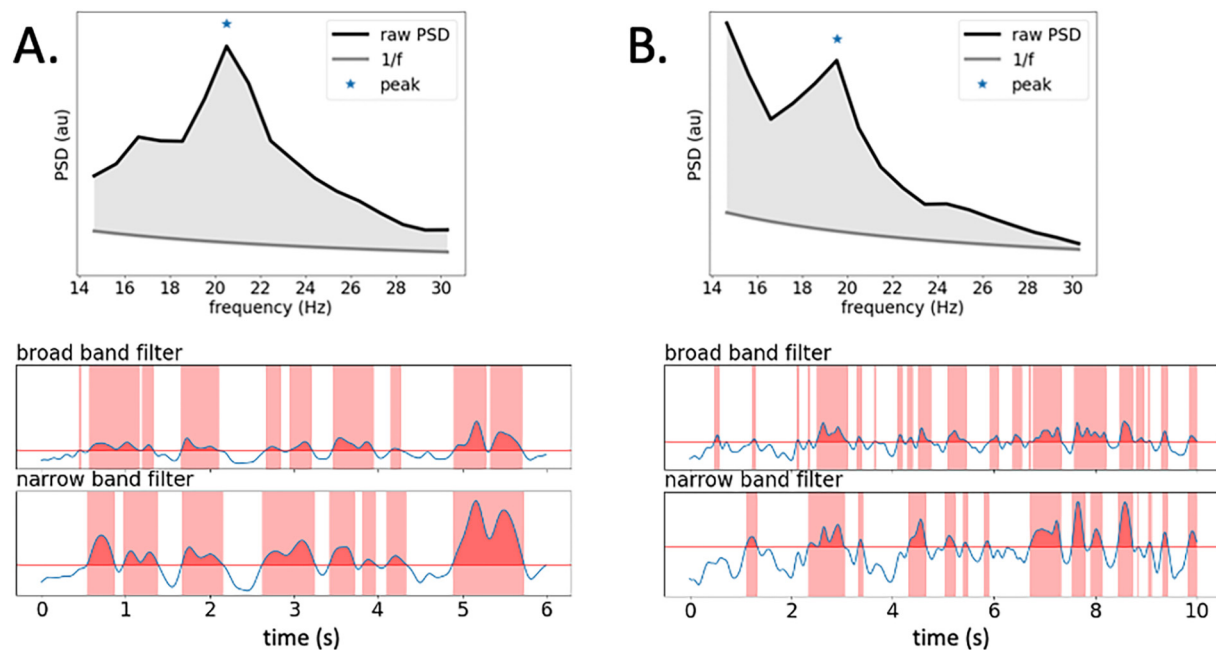 A.
raw PSD
1/f
peak
PSD (au)
14 16 18 20 22 24 26 28 30
frequency (Hz)
broad band filter
narrow band filter
0 1 2 3 4 5 6
time (s)
B.
raw PSD
1/f
peak
PSD (au)
14 16 18 20 22 24 26 28 30
frequency (Hz)
broad band filter
narrow band filter
0 2 4 6 8 10
time (s)